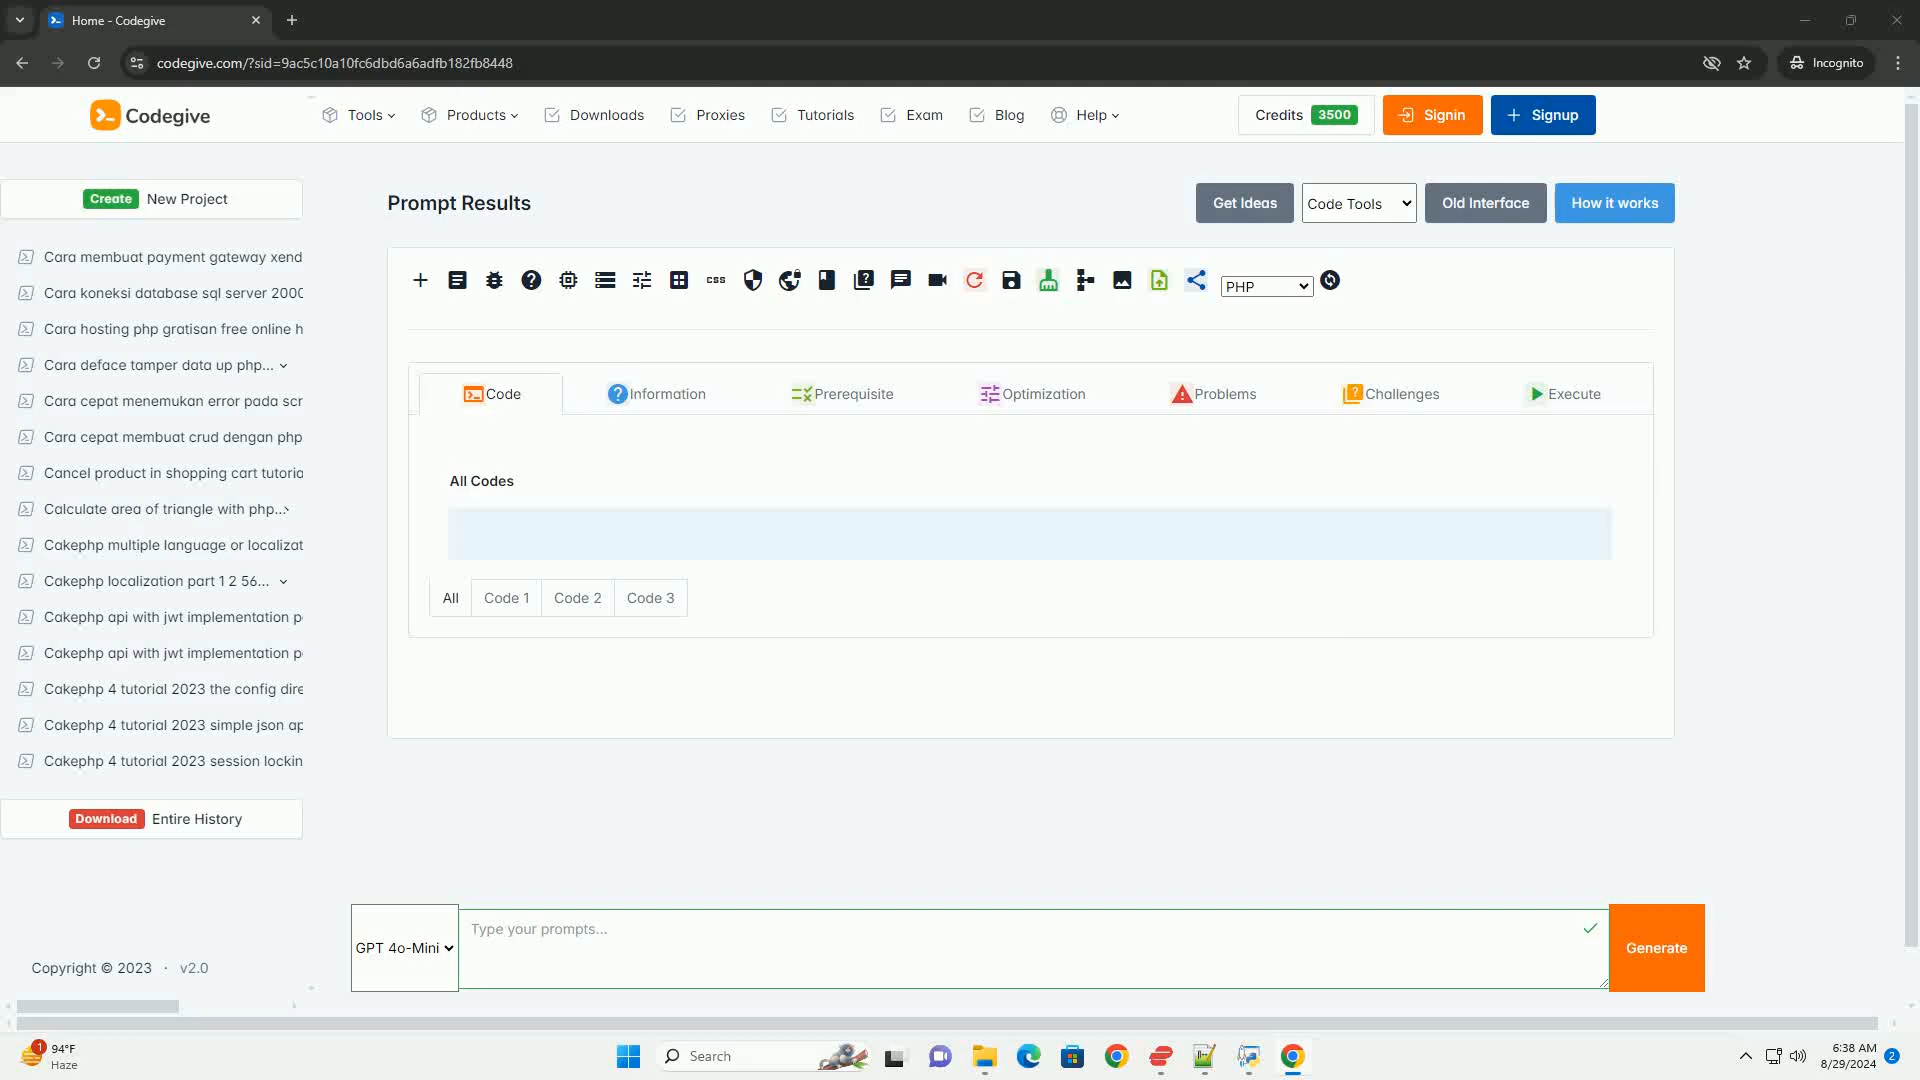 Home - Codegive
codegive.com/?sid=9ac5c10a10fc6dbd6a6adfb182fb8448
Incognito
Codegive
Tools
Products
Downloads
Proxies
Tutorials
Exam
Blog
Help
Credits 3500
Signin
Signup
Create New Project
Cara membuat payment gateway xend
Cara koneksi database sql server 2000
Cara hosting php gratisan free online h
Cara deface tamper data up php...
Cara cepat menemukan error pada scr
Cara cepat membuat crud dengan php
Cancel product in shopping cart tutoria
Calculate area of triangle with php...
Cakephp multiple language or localizat
Cakephp localization part 1 2 56...
Cakephp api with jwt implementation p
Cakephp api with jwt implementation p
Cakephp 4 tutorial 2023 the config dire
Cakephp 4 tutorial 2023 simple json ap
Cakephp 4 tutorial 2023 session lockin
Download Entire History
Copyright © 2023 · v2.0
Prompt Results
Get Ideas
Code Tools
Old Interface
How it works
css
PHP
Code
Information
Prerequisite
Optimization
Problems
Challenges
Execute
All Codes
All
Code 1
Code 2
Code 3
GPT 4o-Mini
Type your prompts...
Generate
1
94°F
Haze
Search
6:38 AM
8/29/2024
2